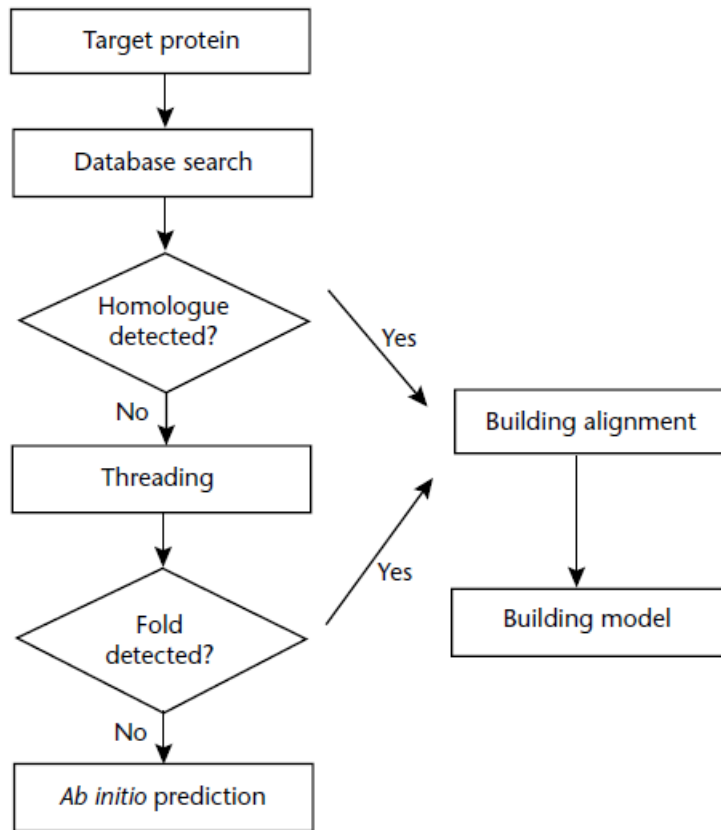 Target protein
Database search
Homologue
detected?
Yes
No
Building alignment
Threading
Yes
Building model
Fold
detected?
No
Ab initio prediction